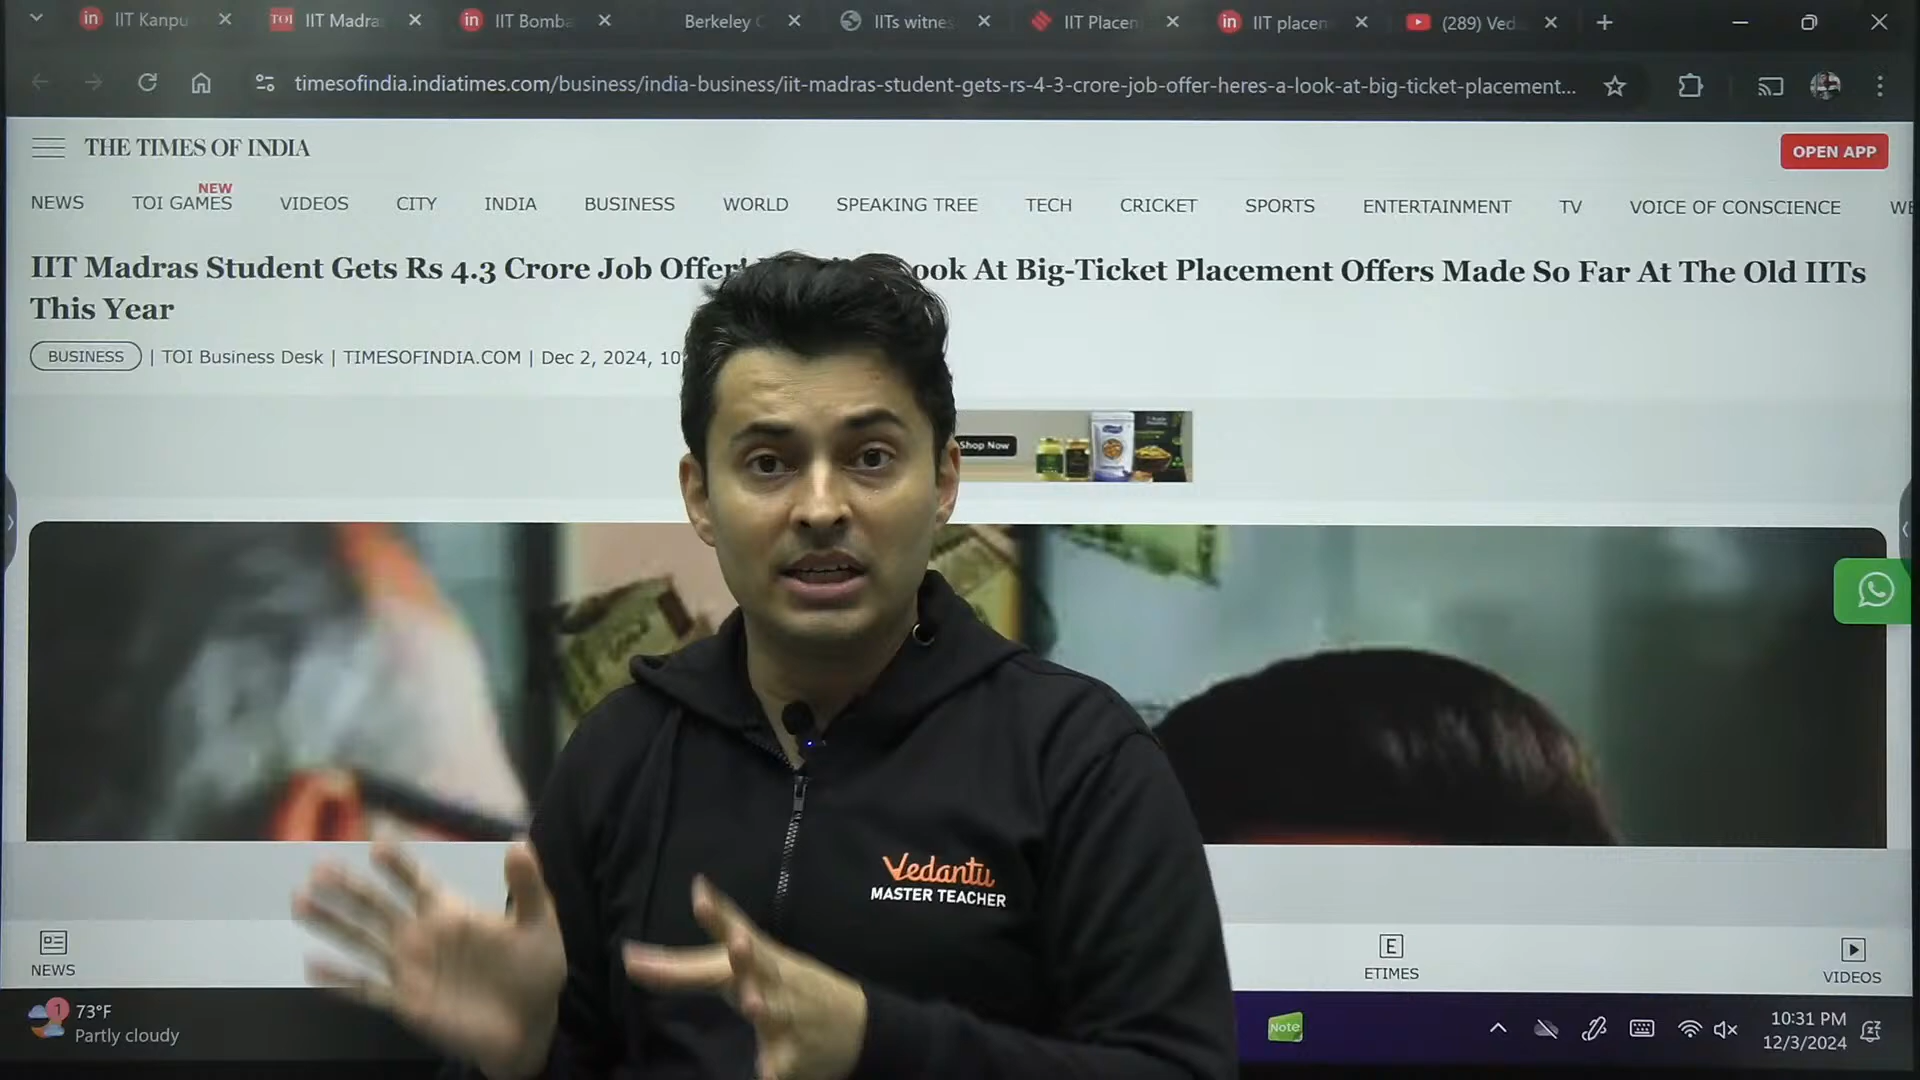 IIT Kanpu
TOI IIT Madra
in IIT Bomba
Berkeley
IITs witne
IIT Placen
in IIT placen
(289) Ved
timesofindia.indiatimes.com/business/india-business/iit-madras-student-gets-rs-4-3-crore-job-offer-heres-a-look-at-big-ticket-placement...
THE TIMES OF INDIA
OPEN APP
NEW
NEWS TOI GAMES VIDEOS CITY INDIA BUSINESS WORLD SPEAKING TREE TECH CRICKET SPORTS ENTERTAINMENT TV VOICE OF CONSCIENCE WE
IIT Madras Student Gets Rs 4.3 Crore Job Offer! ook At Big-Ticket Placement Offers Made So Far At The Old IITs
This Year
BUSINESS | TOI Business Desk | TIMESOFINDIA.COM | Dec 2, 2024, 10
Shop Now
Vedantu
MASTER TEACHER
NEWS
E
ETIMES
VIDEOS
1
73°F
Partly cloudy
Note
10:31 PM
12/3/2024